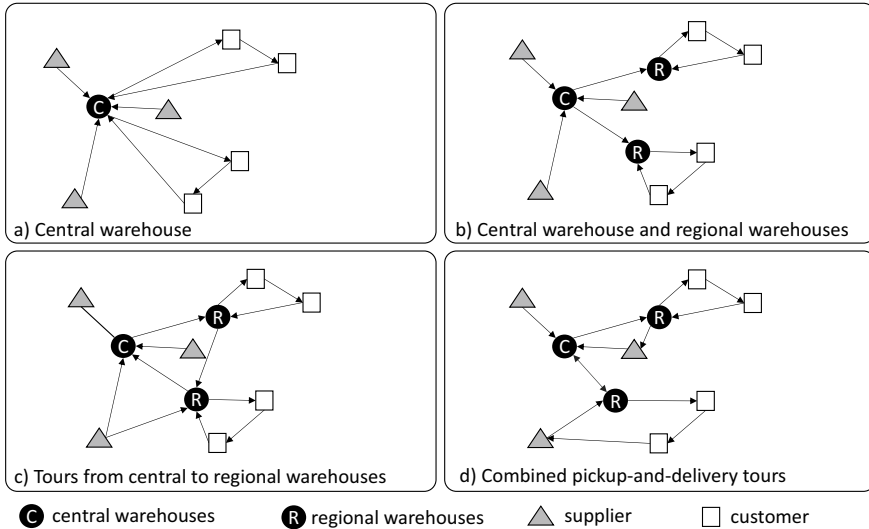 C
a) Central warehouse
R
C
R
b) Central warehouse and regional warehouses
R
C
R
c) Tours from central to regional warehouses
R
C
R
d) Combined pickup-and-delivery tours
C central warehouses R regional warehouses supplier customer